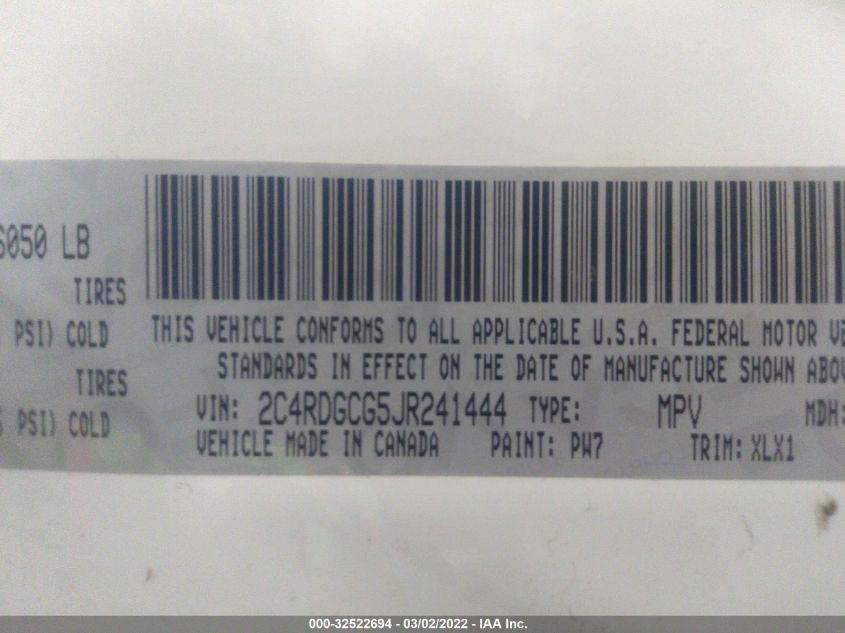 6050 LB
TIRES
PSI) COLD
TIRES
PSI) COLD
THIS VEHICLE CONFORMS TO ALL APPLICABLE U.S.A. FEDERAL MOTOR VE
STANDARDS IN EFFECT ON THE DATE OF MANUFACTURE SHOWN ABOV
VIN: 2C4RDGCG5JR241444 TYPE: MPV MDH:
VEHICLE MADE IN CANADA PAINT: PW7 TRIM: XLX1
000-32522694 - 03/02/2022 - IAA Inc.